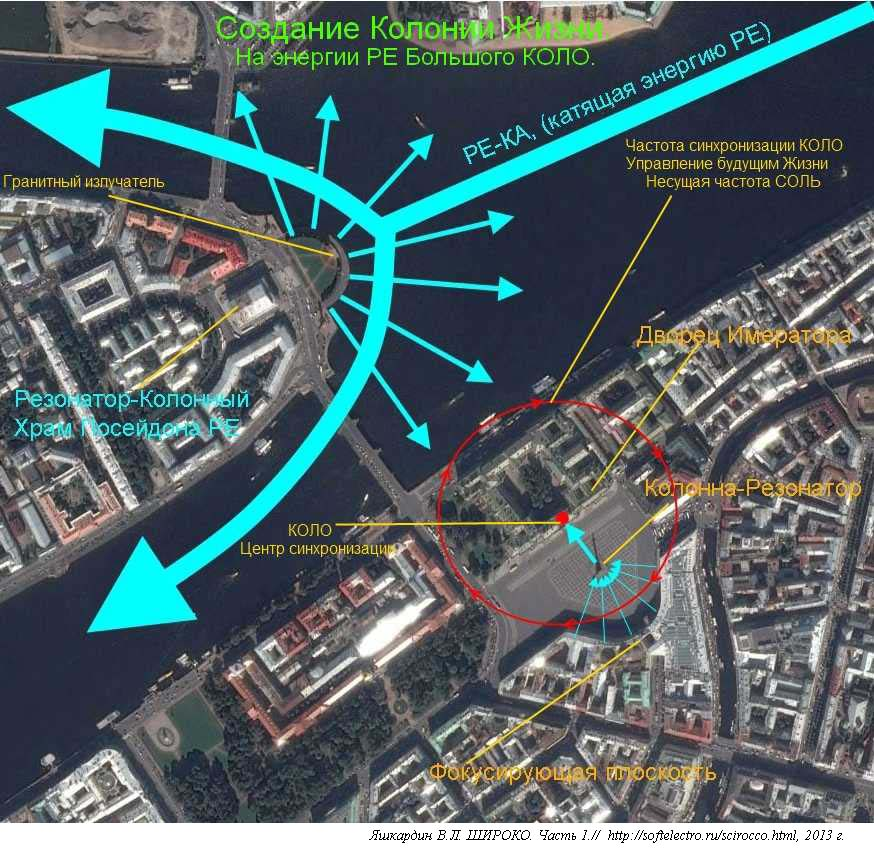 Создание Колонии Жизни
На энергии РЕ Большого КОЛО.
РЕ-КА, (катящая энергию РЕ)
Частота синхронизации КОЛО
Управление будущим Жизни
Несущая частота СОЛЬ
Гранитный излучатель
Дворец Имератора
Резонатор-Колонный
Храм Посейдона РЕ
Колонна-Резонатор
КОЛО
Центр синхронизации
Фокусирующая плоскость
Яшкардин В.Л. ШИРОКО. Часть 1.// http://softelectro.ru/scirocco.html, 2013 г.